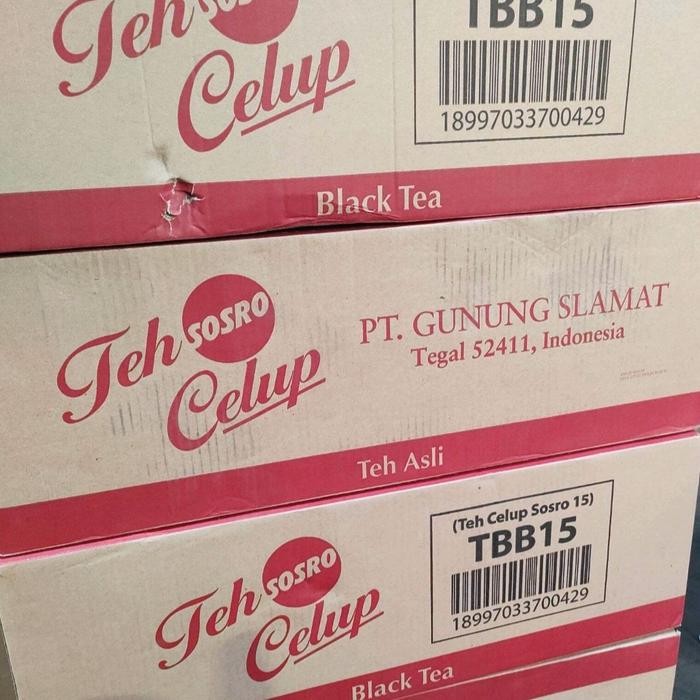 Teh SOSRO
Celup
TBB15
18997033700429
Black Tea
Teh SOSRO
Celup
PT. GUNUNG SLAMAT
Tegal 52411, Indonesia
Teh Asli
Teh SOSRO
Celup
(Teh Celup Sosro 15)
TBB15
18997033700429
Black Tea